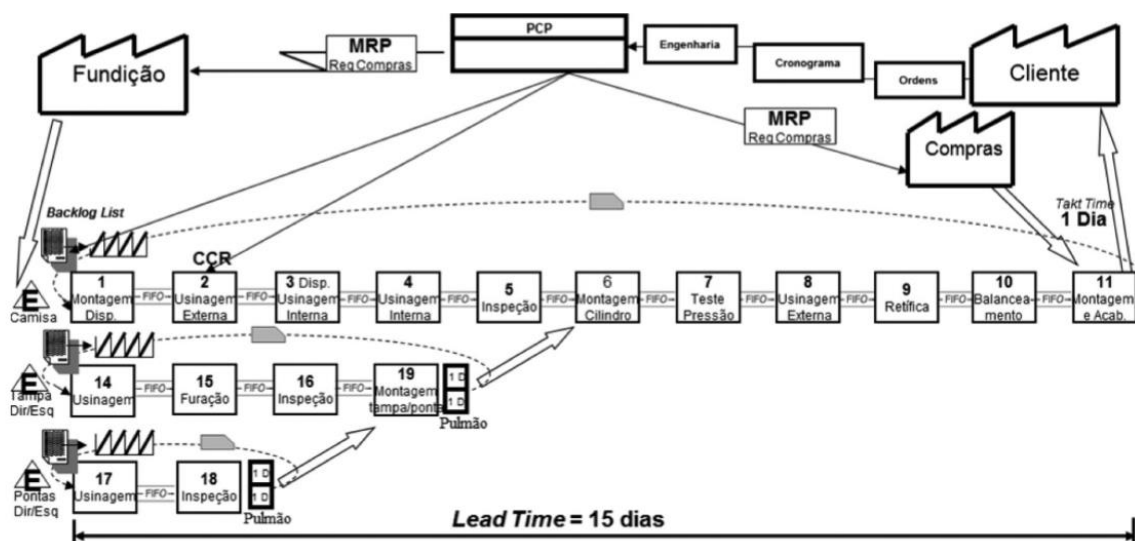 PCP
MRP
Req Compras
Engenharia
Cronograma
Ordens
Fundição
Cliente
MRP
Req Compras
Compras
Backlog List
Takt Time
1 Dia
CCR
E
Camisa
1
Montagem
Disp.
FIFO
2
Usinagem
Externa
FIFO
3 Disp.
Usinagem
Interna
FIFO
4
Usinagem
Interna
FIFO
5
Inspeção
FIFO
6
Montagem
Cilindro
FIFO
7
Teste
Pressão
FIFO
8
Usinagem
Externa
FIFO
9
Retífica
FIFO
10
Balancea-
mento
FIFO
11
Montagem
e Acab.
E
Tampa
Dir/Esq
14
Usinagem
FIFO
15
Furação
FIFO
16
Inspeção
FIFO
19
Montagem
tampa/ponta
1 D
1 D
Pulmão
E
Pontas
Dir/Esq
17
Usinagem
FIFO
18
Inspeção
1 D
1 D
Pulmão
Lead Time = 15 dias